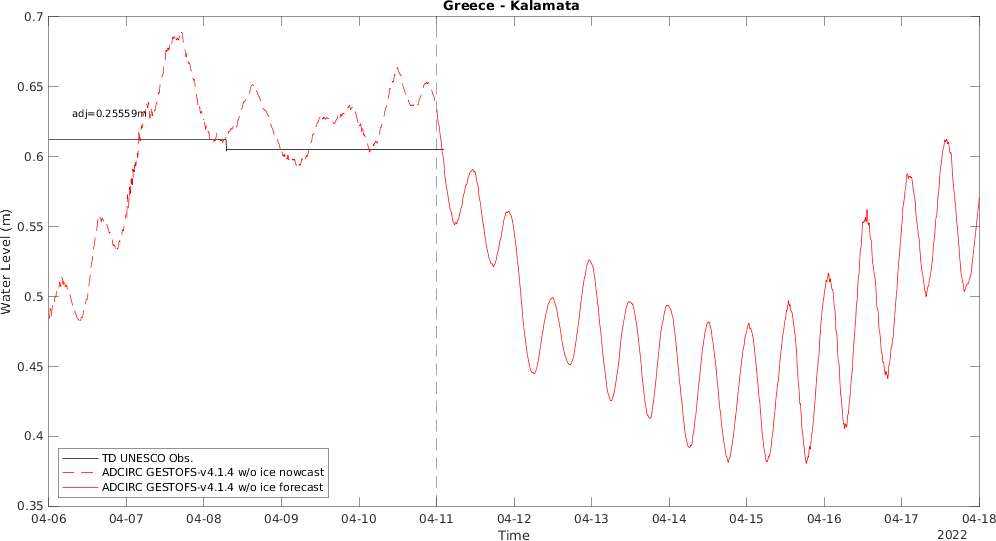 Greece - Kalamata
0.7
0.65
0.6
0.55
0.5
0.45
0.4
0.35
Water Level (m)
adj=0.25559m
TD UNESCO Obs.
ADCIRC GESTOFS-v4.1.4 w/o ice nowcast
ADCIRC GESTOFS-v4.1.4 w/o ice forecast
04-06 04-07 04-08 04-09 04-10 04-11 04-12 04-13 04-14 04-15 04-16 04-17 04-18
Time
2022